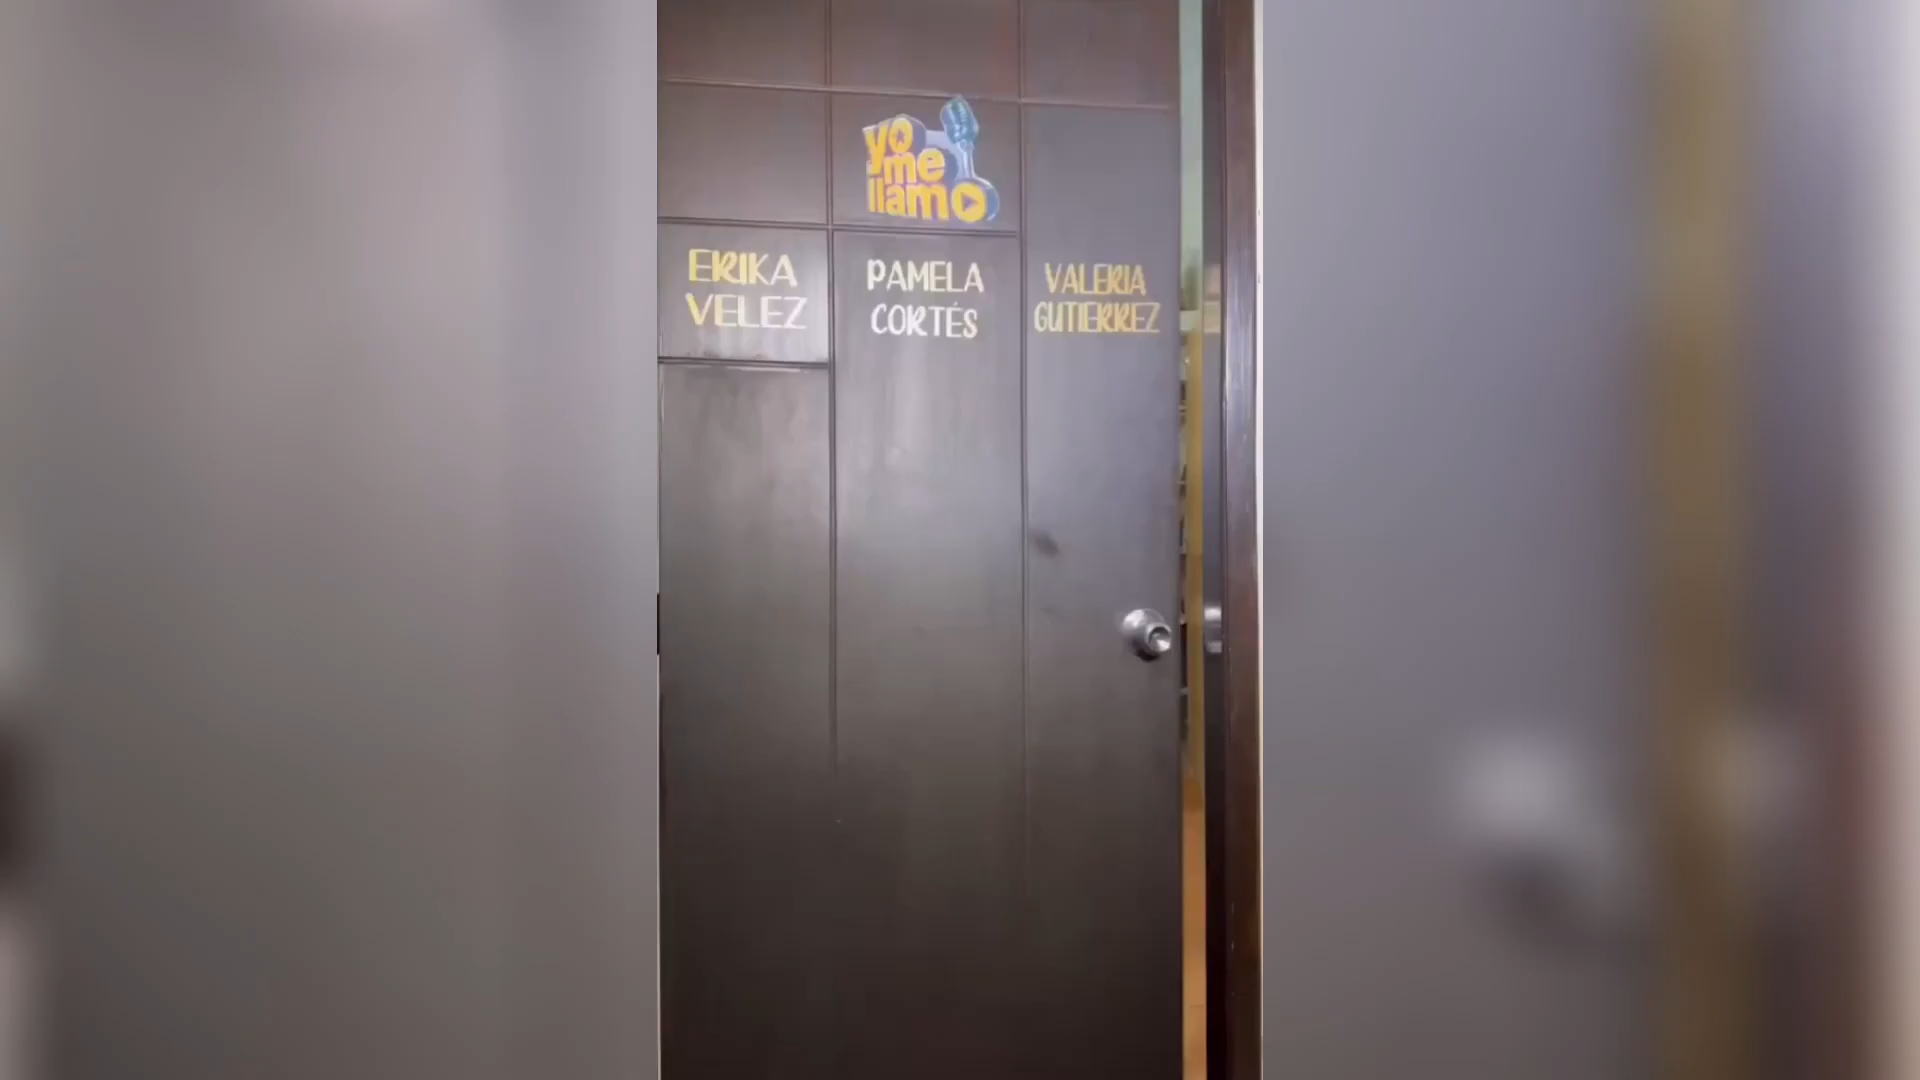 yo
me
llamo
ERIKA
VELEZ
PAMELA
CORTÉS
VALERIA
GUTIERREZ